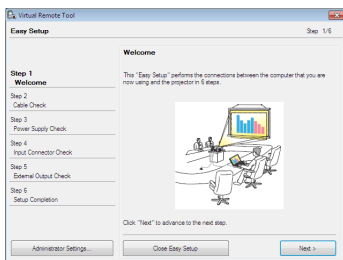 Virtual Remote Tool
Easy Setup
Step 1/6
Welcome
Step 1
Welcome
Step 2
Cable Check
Step 3
Power Supply Check
Step 4
Input Connector Check
Step 5
External Output Check
Step 6
Setup Completion
This "Easy Setup" performs the connections between the computer that you are
now using and the projector in 6 steps.
Click "Next" to advance to the next step.
Administrator Settings...
Close Easy Setup
Next >